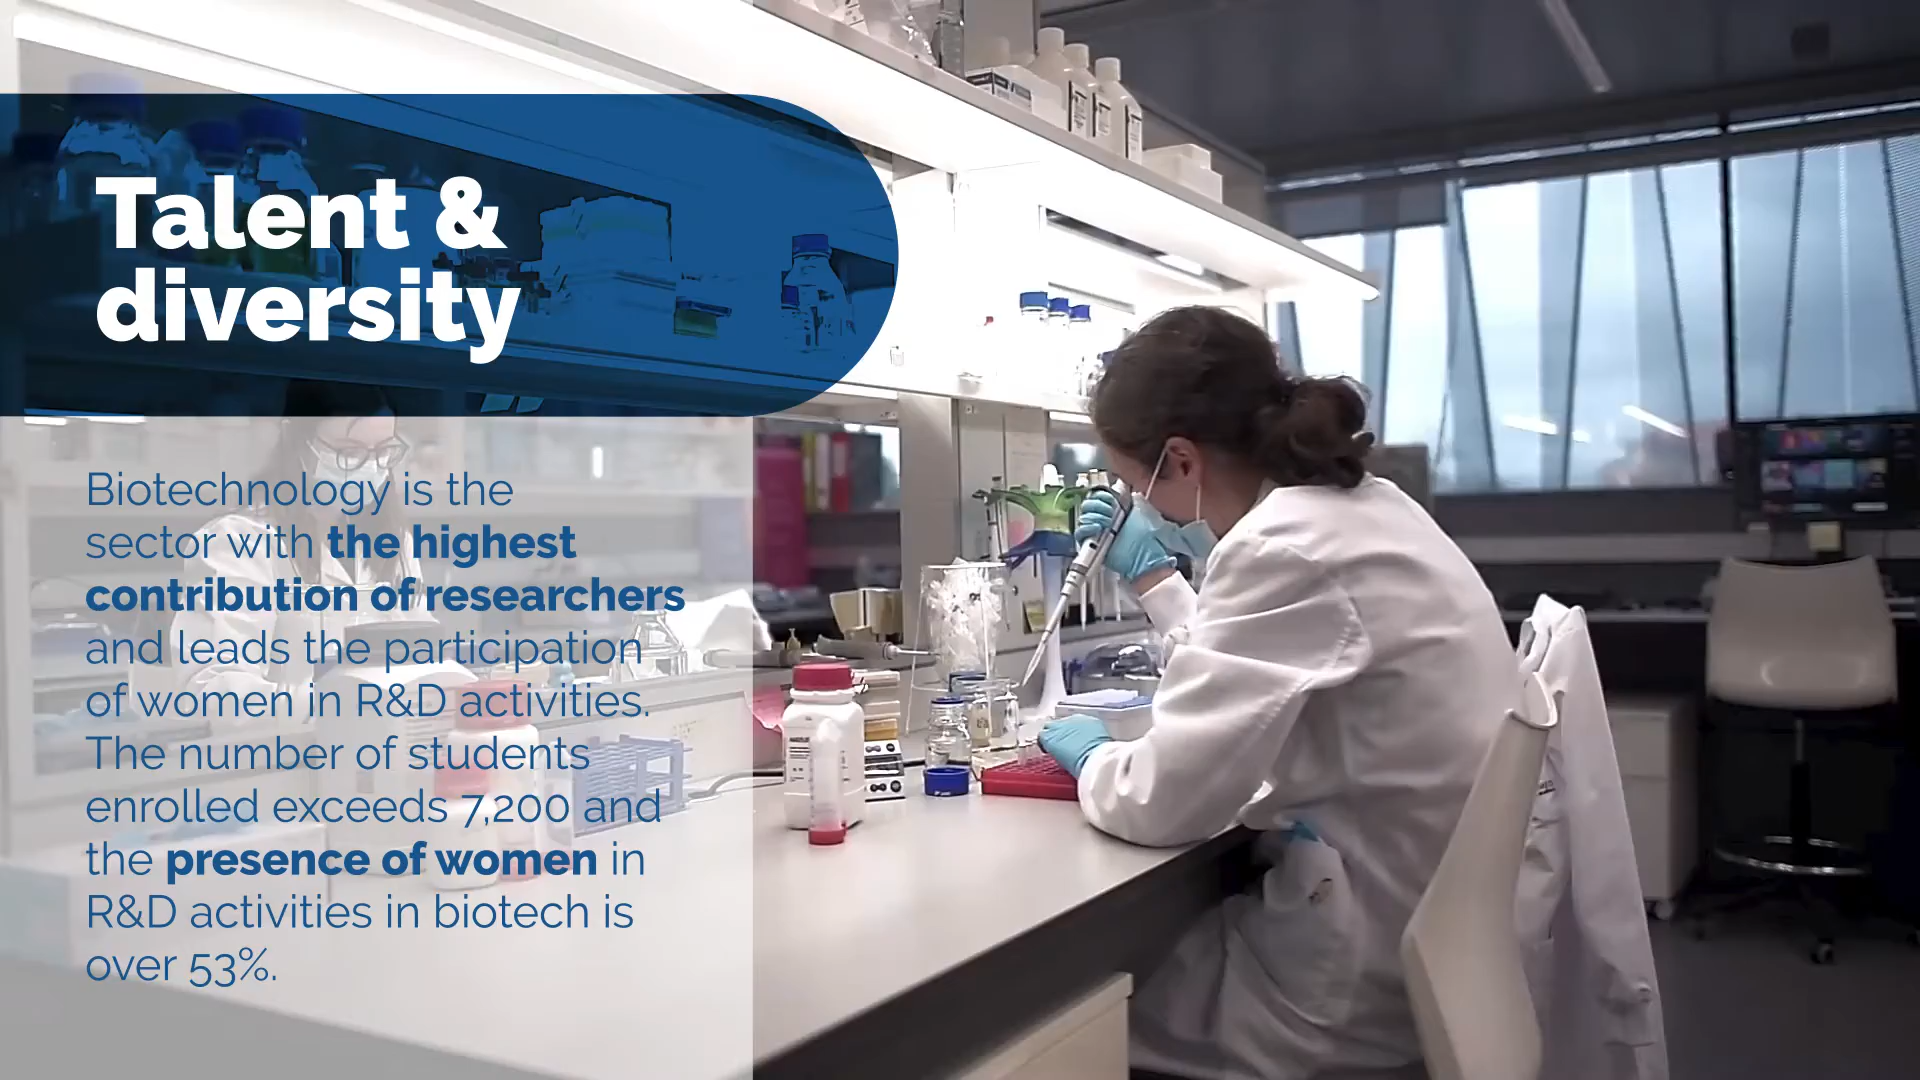 Talent &
diversity
Biotechnology is the
sector with the highest
contribution of researchers
and leads the participation
of women in R&D activities.
The number of students
enrolled exceeds 7,200 and
the presence of women in
R&D activities in biotech is
over 53%.